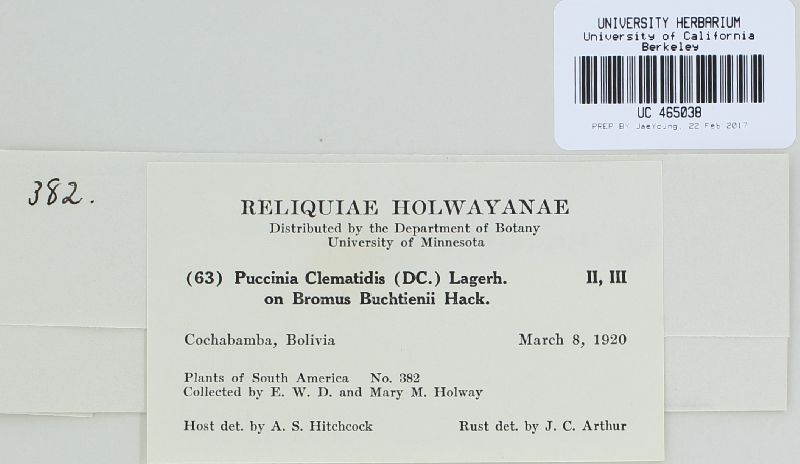 UNIVERSITY HERBARIUM
University of California
Berkeley
UC 465038
PREP BY JaeYoung, 22 Feb 2017
382.
RELIQUIAE HOLWAYANAE
Distributed by the Department of Botany
University of Minnesota
(63) Puccinia Clematidis (DC.) Lagerh. II, III
on Bromus Buchtienii Hack.
Cochabamba, Bolivia March 8, 1920
Plants of South America No. 382
Collected by E. W. D. and Mary M. Holway
Host det. by A. S. Hitchcock Rust det. by J. C. Arthur